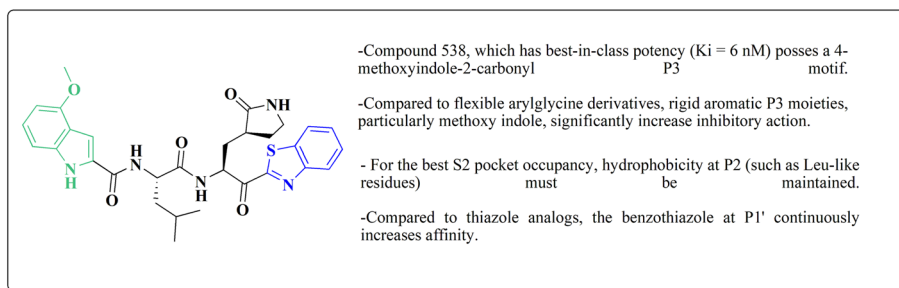 -Compound 538, which has best-in-class potency (Ki = 6 nM) posses a 4-
methoxyindole-2-carbonyl P3 motif.
-Compared to flexible arylglycine derivatives, rigid aromatic P3 moieties,
particularly methoxy indole, significantly increase inhibitory action.
- For the best S2 pocket occupancy, hydrophobicity at P2 (such as Leu-like
residues) must be maintained.
-Compared to thiazole analogs, the benzothiazole at P1' continuously
increases affinity.
O
O
NH
O
H
N
S
N
H
O
N
H
O
N
O